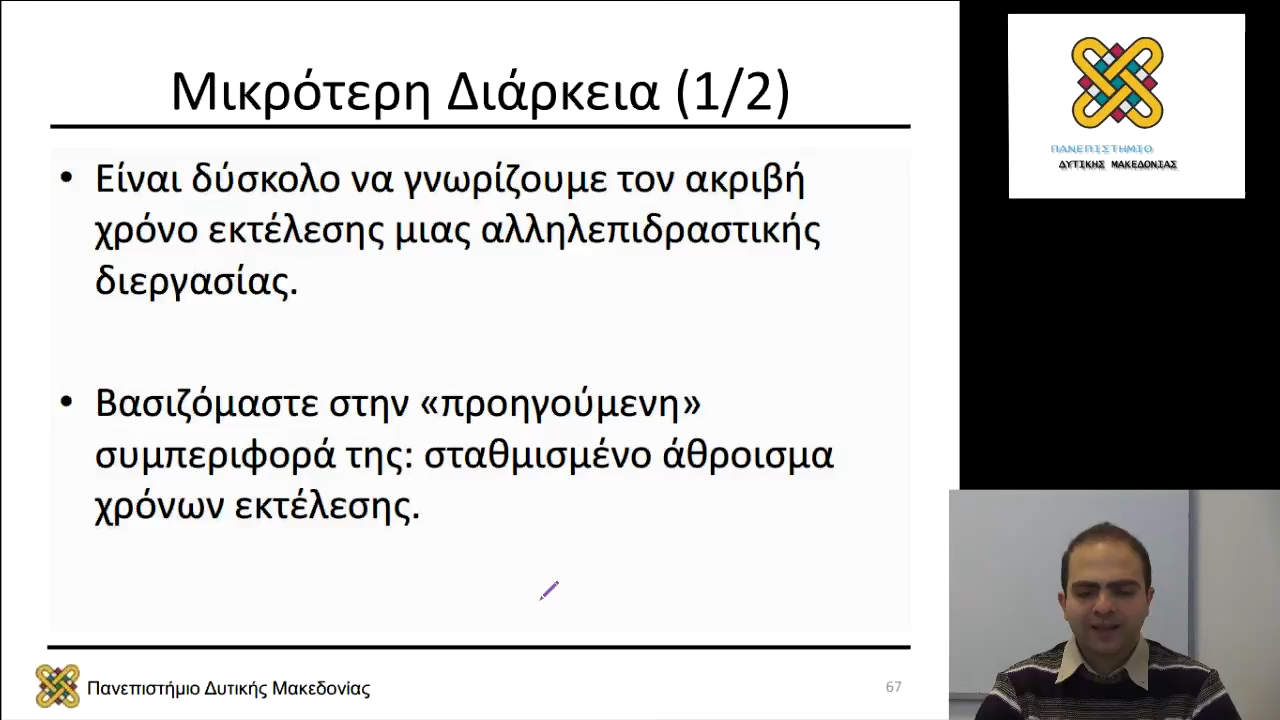 Μικρότερη Διάρκεια (1/2)
• Είναι δύσκολο να γνωρίζουμε τον ακριβή
χρόνο εκτέλεσης μιας αλληλεπιδραστικής
διεργασίας.
• Βασιζόμαστε στην «προηγούμενη»
συμπεριφορά της: σταθμισμένο άθροισμα
χρόνων εκτέλεσης.
Πανεπιστήμιο Δυτικής Μακεδονίας
67
ΠΑΝΕΠΙΣΤΗΜΙΟ
ΔΥΤΙΚΗΣ ΜΑΚΕΔΟΝΙΑΣ